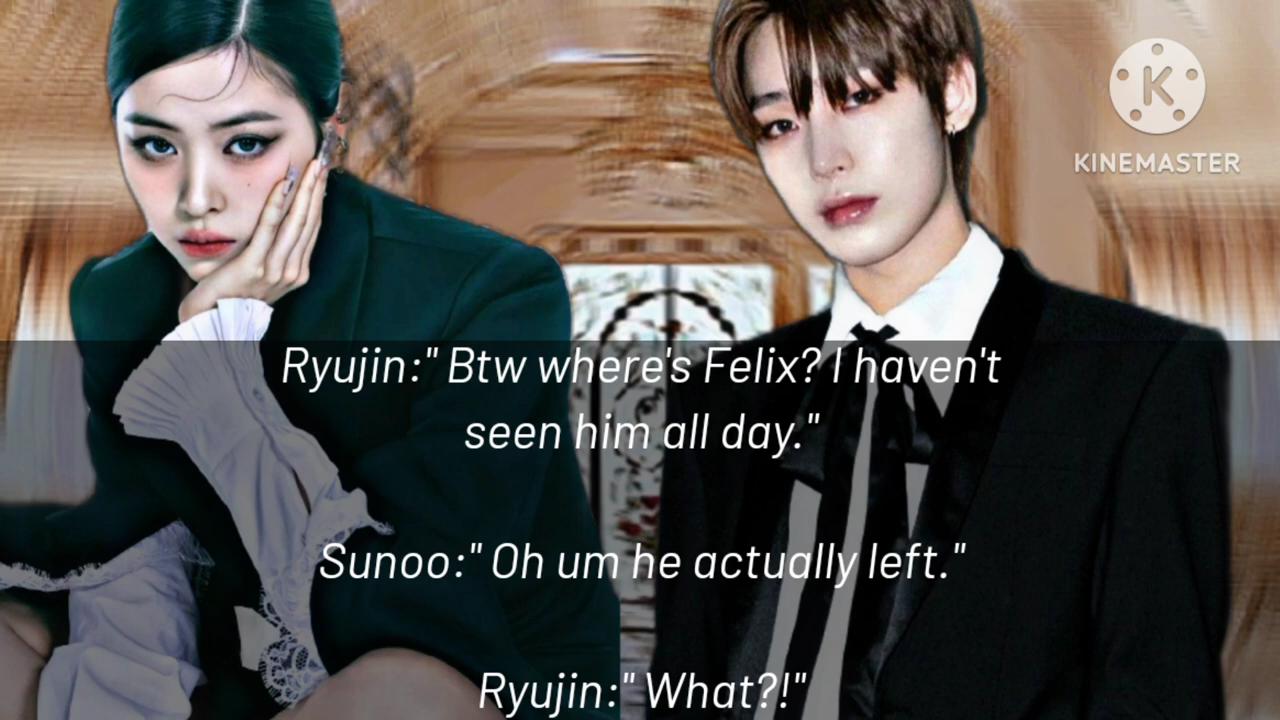 KINEMASTER
Ryujin:" Btw where's Felix? I haven't
seen him all day."
Sunoo:" Oh um he actually left."
Ryujin:" What?!"